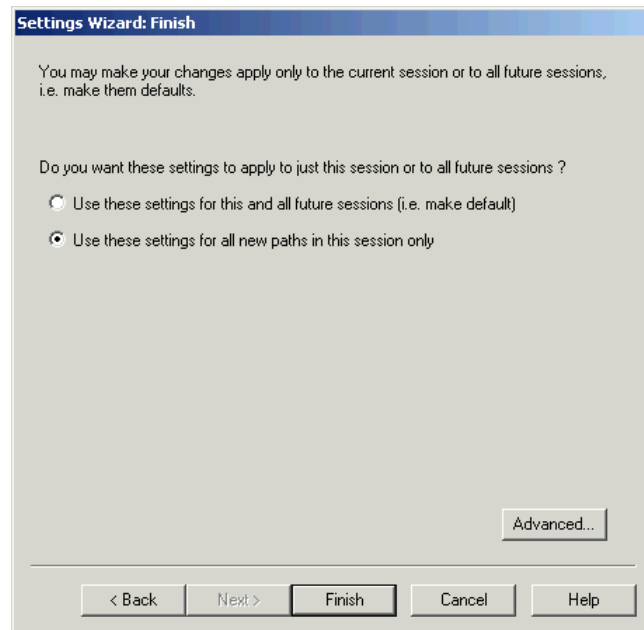 Settings Wizard: Finish
You may make your changes apply only to the current session or to all future sessions,
i.e. make them defaults.
Do you want these settings to apply to just this session or to all future sessions ?
Use these settings for this and all future sessions (i.e. make default)
Use these settings for all new paths in this session only
Advanced...
< Back
Next >
Finish
Cancel
Help